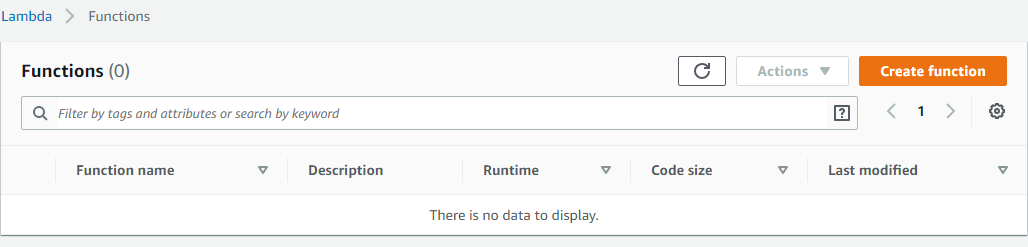 Lambda > Functions
Functions (0)
Actions
Create function
Filter by tags and attributes or search by keyword
?
1
Function name Description Runtime Code size Last modified
There is no data to display.